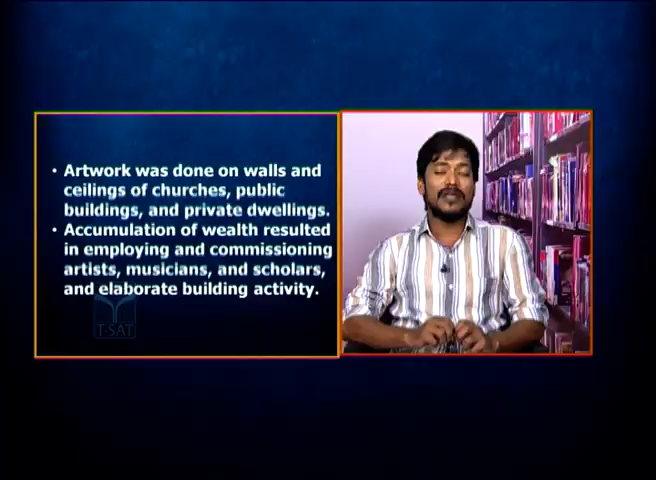 • Artwork was done on walls and
ceilings of churches, public
buildings, and private dwellings.
• Accumulation of wealth resulted
in employing and commissioning
artists, musicians, and scholars,
and elaborate building activity.
T-SAT